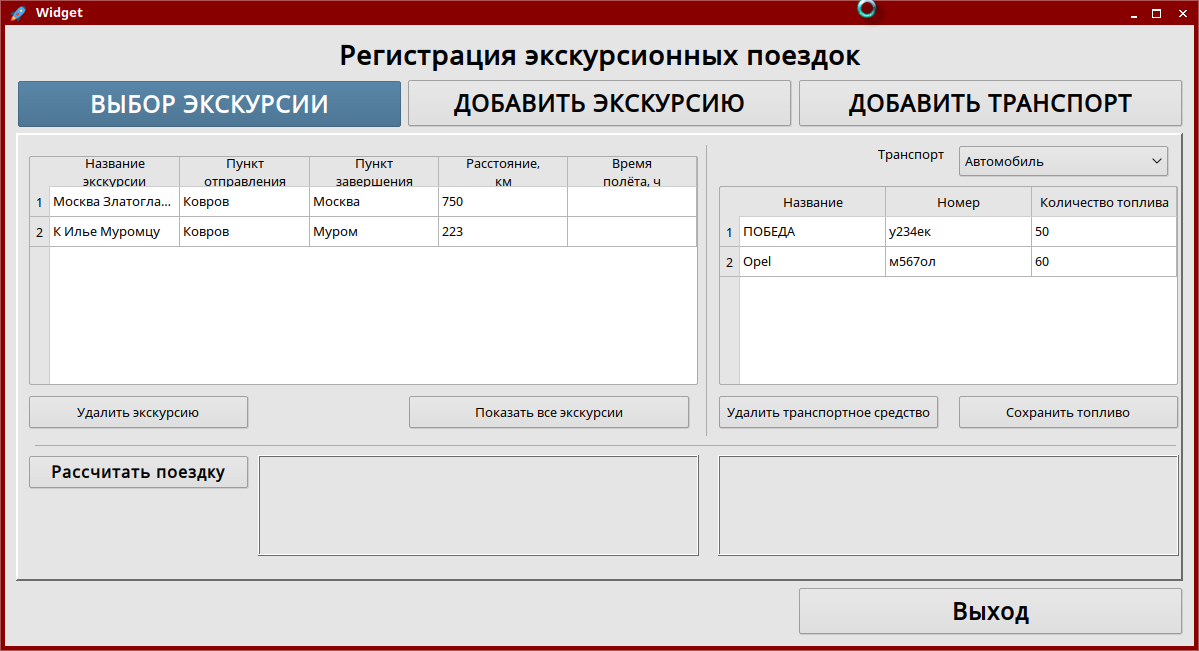 Widget
Регистрация экскурсионных поездок
ВЫБОР ЭКСКУРСИИ
ДОБАВИТЬ ЭКСКУРСИЮ
ДОБАВИТЬ ТРАНСПОРТ
Название
экскурсии
Пункт
отправления
Пункт
завершения
Расстояние,
км
Время
полёта, ч
1 Москва Златогла... Ковров Москва 750
2 К Илье Муромцу Ковров Муром 223
Транспорт Автомобиль
Название Номер Количество топлива
1 ПОБЕДА у234ек 50
2 Opel м567ол 60
Удалить экскурсию
Показать все экскурсии
Удалить транспортное средство
Сохранить топливо
Рассчитать поездку
Выход